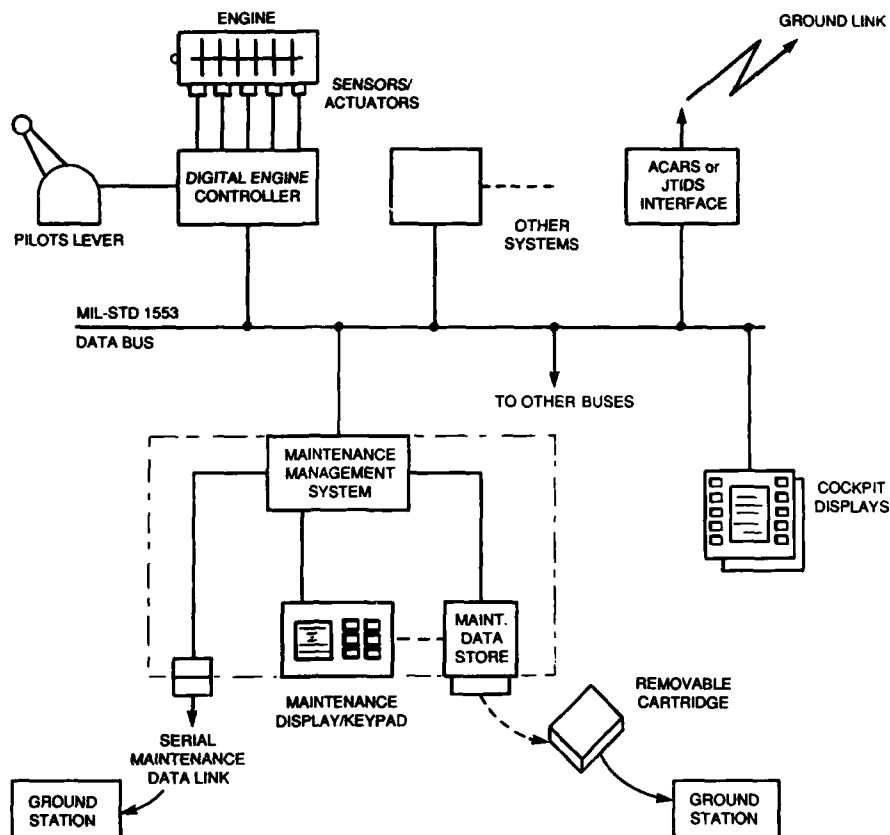 ENGINE
GROUND LINK
SENSORS/
ACTUATORS
DIGITAL ENGINE
CONTROLLER
ACARS or
JTIDS
INTERFACE
PILOTS LEVER
OTHER
SYSTEMS
MIL-STD 1553
DATA BUS
TO OTHER BUSES
MAINTENANCE
MANAGEMENT
SYSTEM
COCKPIT
DISPLAYS
MAINT.
DATA
STORE
MAINTENANCE
DISPLAY/KEYPAD
REMOVABLE
CARTRIDGE
SERIAL
MAINTENANCE
DATA LINK
GROUND
STATION
GROUND
STATION